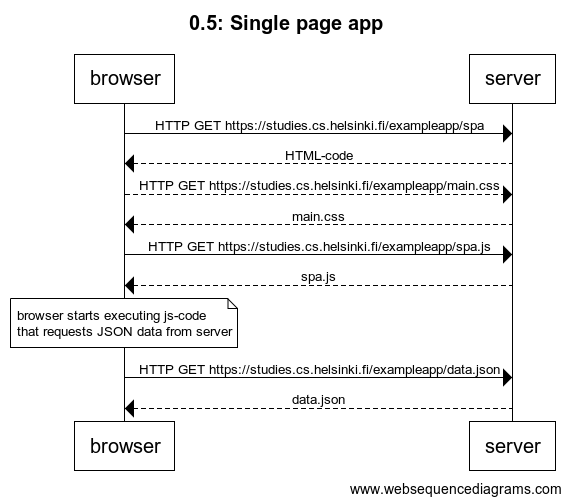 0.5: Single page app
browser
server
HTTP GET https://studies.cs.helsinki.fi/exampleapp/spa
HTML-code
HTTP GET https://studies.cs.helsinki.fi/exampleapp/main.css
main.css
HTTP GET https://studies.cs.helsinki.fi/exampleapp/spa.js
spa.js
browser starts executing js-code
that requests JSON data from server
HTTP GET https://studies.cs.helsinki.fi/exampleapp/data.json
data.json
browser
server
www.websequencediagrams.com